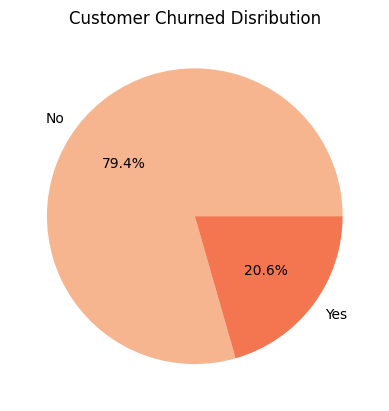 Customer Churned Disribution
No
79.4%
20.6%
Yes